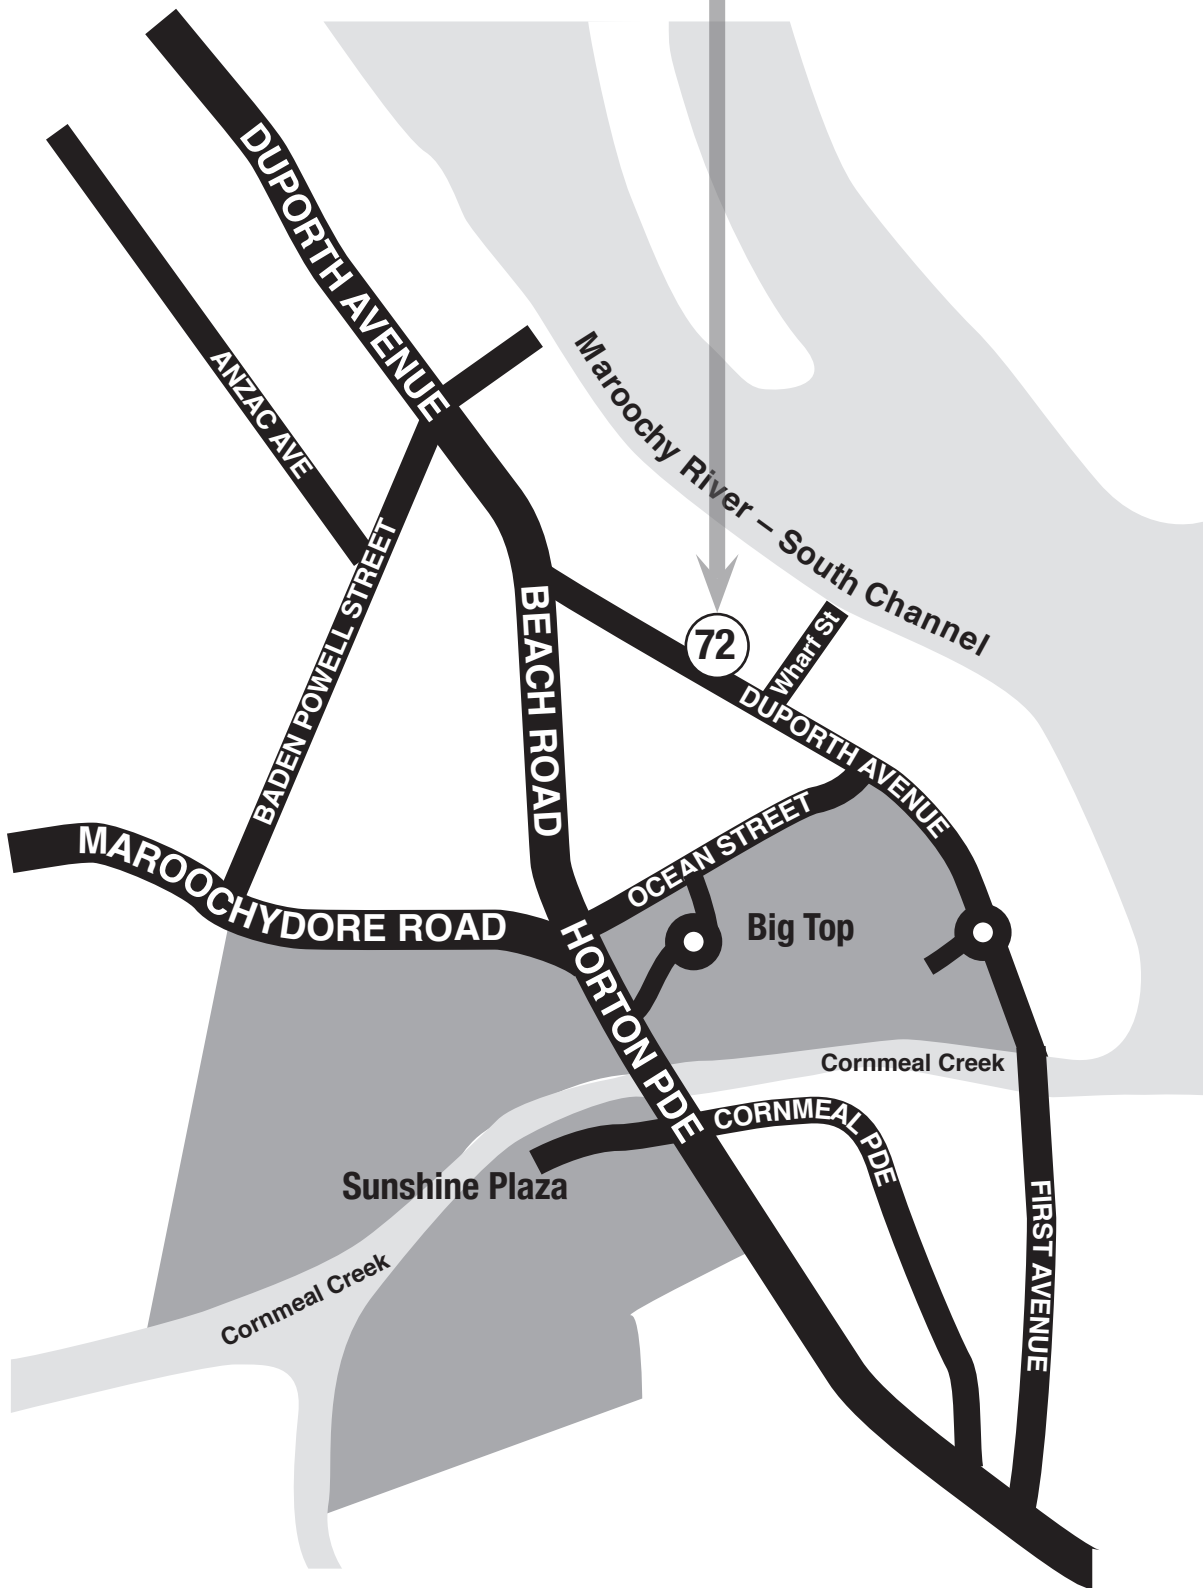 DUPORTH AVENUE
ANZAC AVE
Maroochy River – South Channel
BADEN POWELL STREET
BEACH ROAD
72
Wharf St
DUPORTH AVENUE
OCEAN STREET
MAROOCHYDORE ROAD
Big Top
HORTON PDE
Cornmeal Creek
CORNMEAL PDE
Sunshine Plaza
FIRST AVENUE
Cornmeal Creek